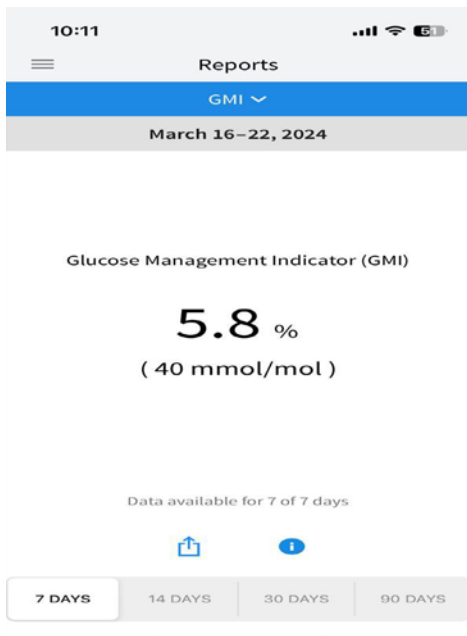 10:11
51
Reports
GMI
March 16–22, 2024
Glucose Management Indicator (GMI)
5.8 %
( 40 mmol/mol )
Data available for 7 of 7 days
7 DAYS 14 DAYS 30 DAYS 90 DAYS